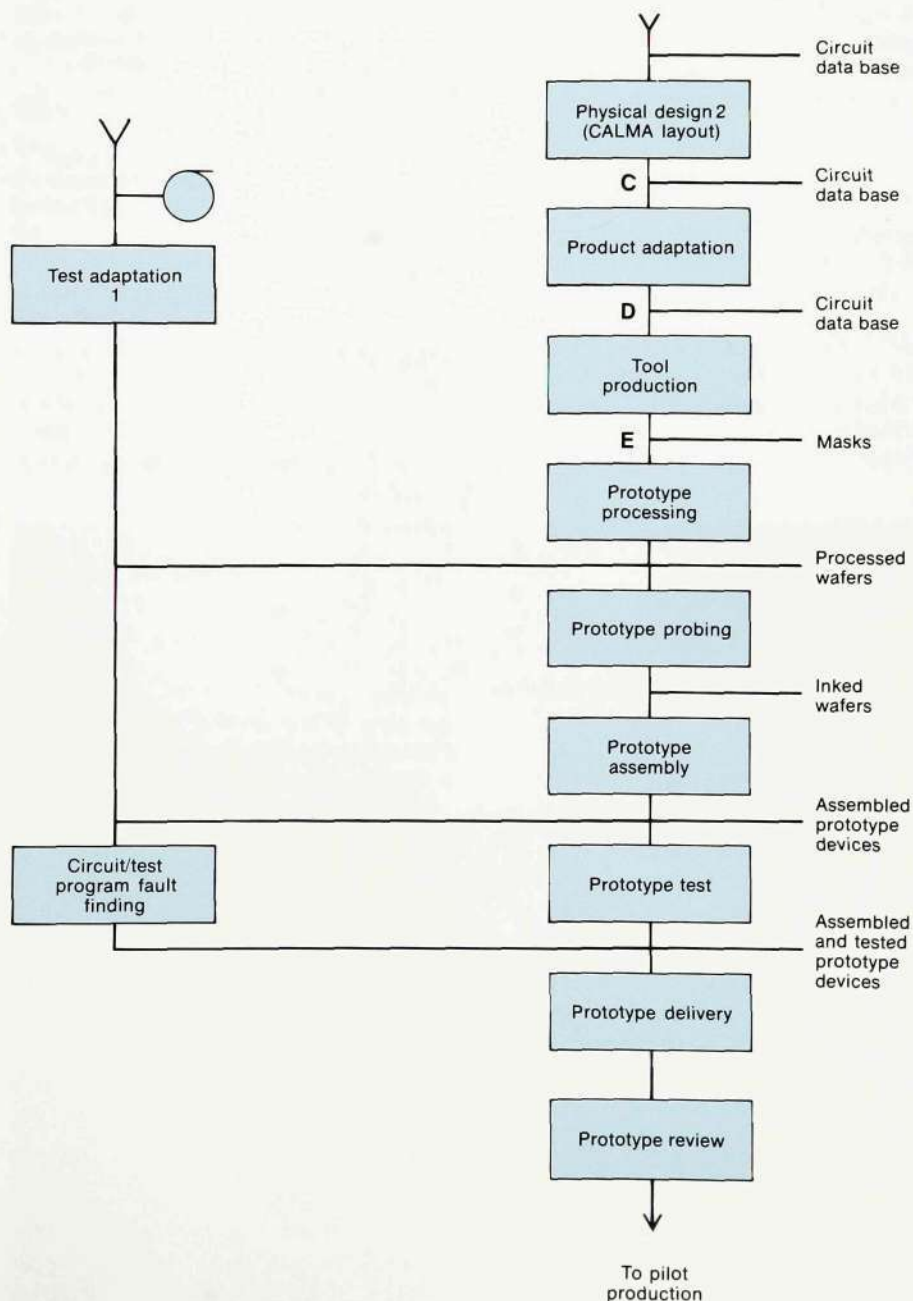 Circuit
data base
Physical design 2
(CALMA layout)
C
Circuit
data base
Test adaptation
1
Product adaptation
D
Circuit
data base
Tool
production
E
Masks
Prototype
processing
Processed
wafers
Prototype probing
Inked
wafers
Prototype
assembly
Assembled
prototype
devices
Circuit/test
program fault
finding
Prototype test
Assembled
and tested
prototype
devices
Prototype delivery
Prototype review
To pilot
production